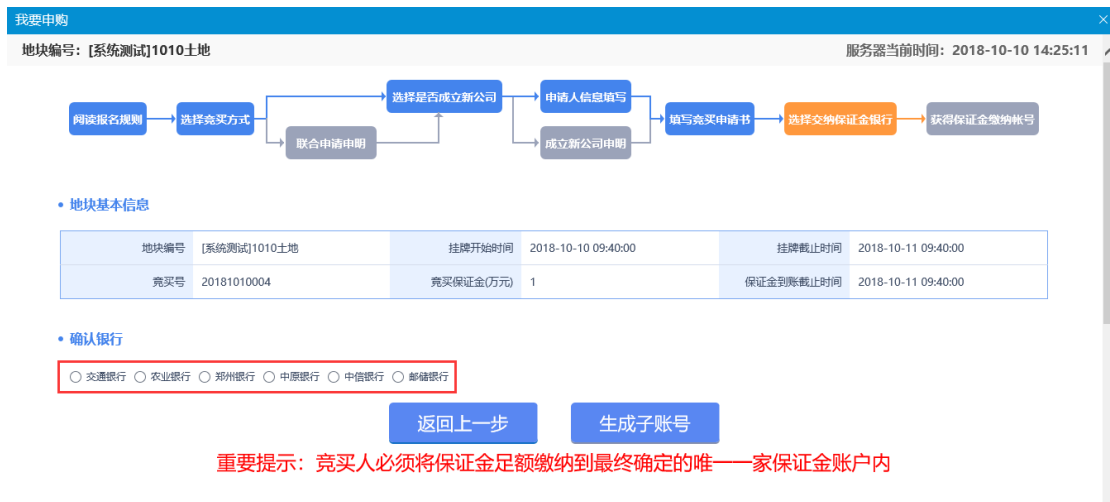 我要申购
地块编号：[系统测试]1010土地 服务器当前时间：2018-10-10 14:25:11
选择是否成立新公司 申请人信息填写
阅读报名规则 选择竞买方式 填写竞买申请书 选择交纳保证金银行 获得保证金缴纳帐号
联合申请申明 成立新公司申明
• 地块基本信息
地块编号 [系统测试]1010土地 挂牌开始时间 2018-10-10 09:40:00 挂牌截止时间 2018-10-11 09:40:00
竞买号 20181010004 竞买保证金(万元) 1 保证金到账截止时间 2018-10-11 09:40:00
• 确认银行
交通银行 农业银行 郑州银行 中原银行 中信银行 邮储银行
返回上一步 生成子账号
重要提示：竞买人必须将保证金足额缴纳到最终确定的唯一一家保证金账户内